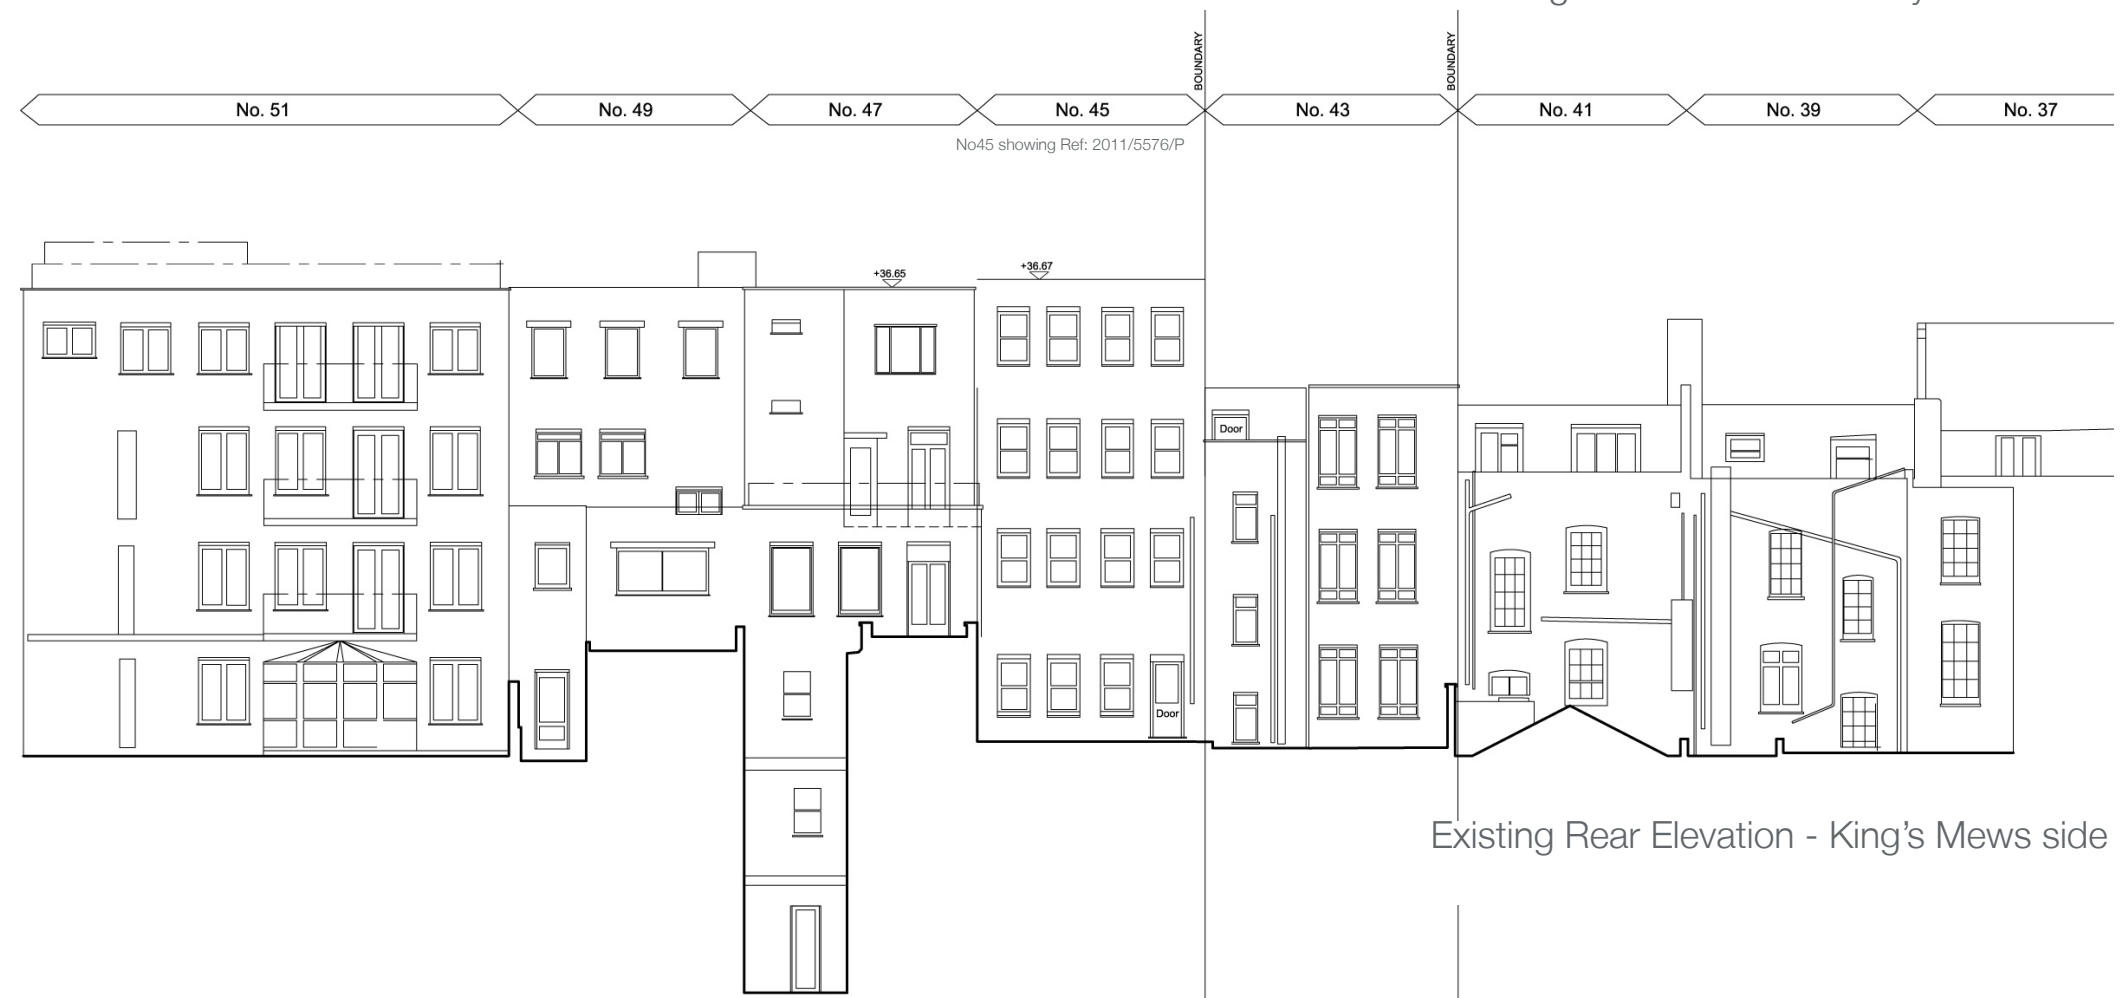 BOUNDARY
BOUNDARY
No. 51
No. 49
No. 47
No. 45
No. 43
No. 41
No. 39
No. 37
No45 showing Ref: 2011/5576/P
+36.65
+36.67
Door
Door
Existing Rear Elevation - King's Mews side